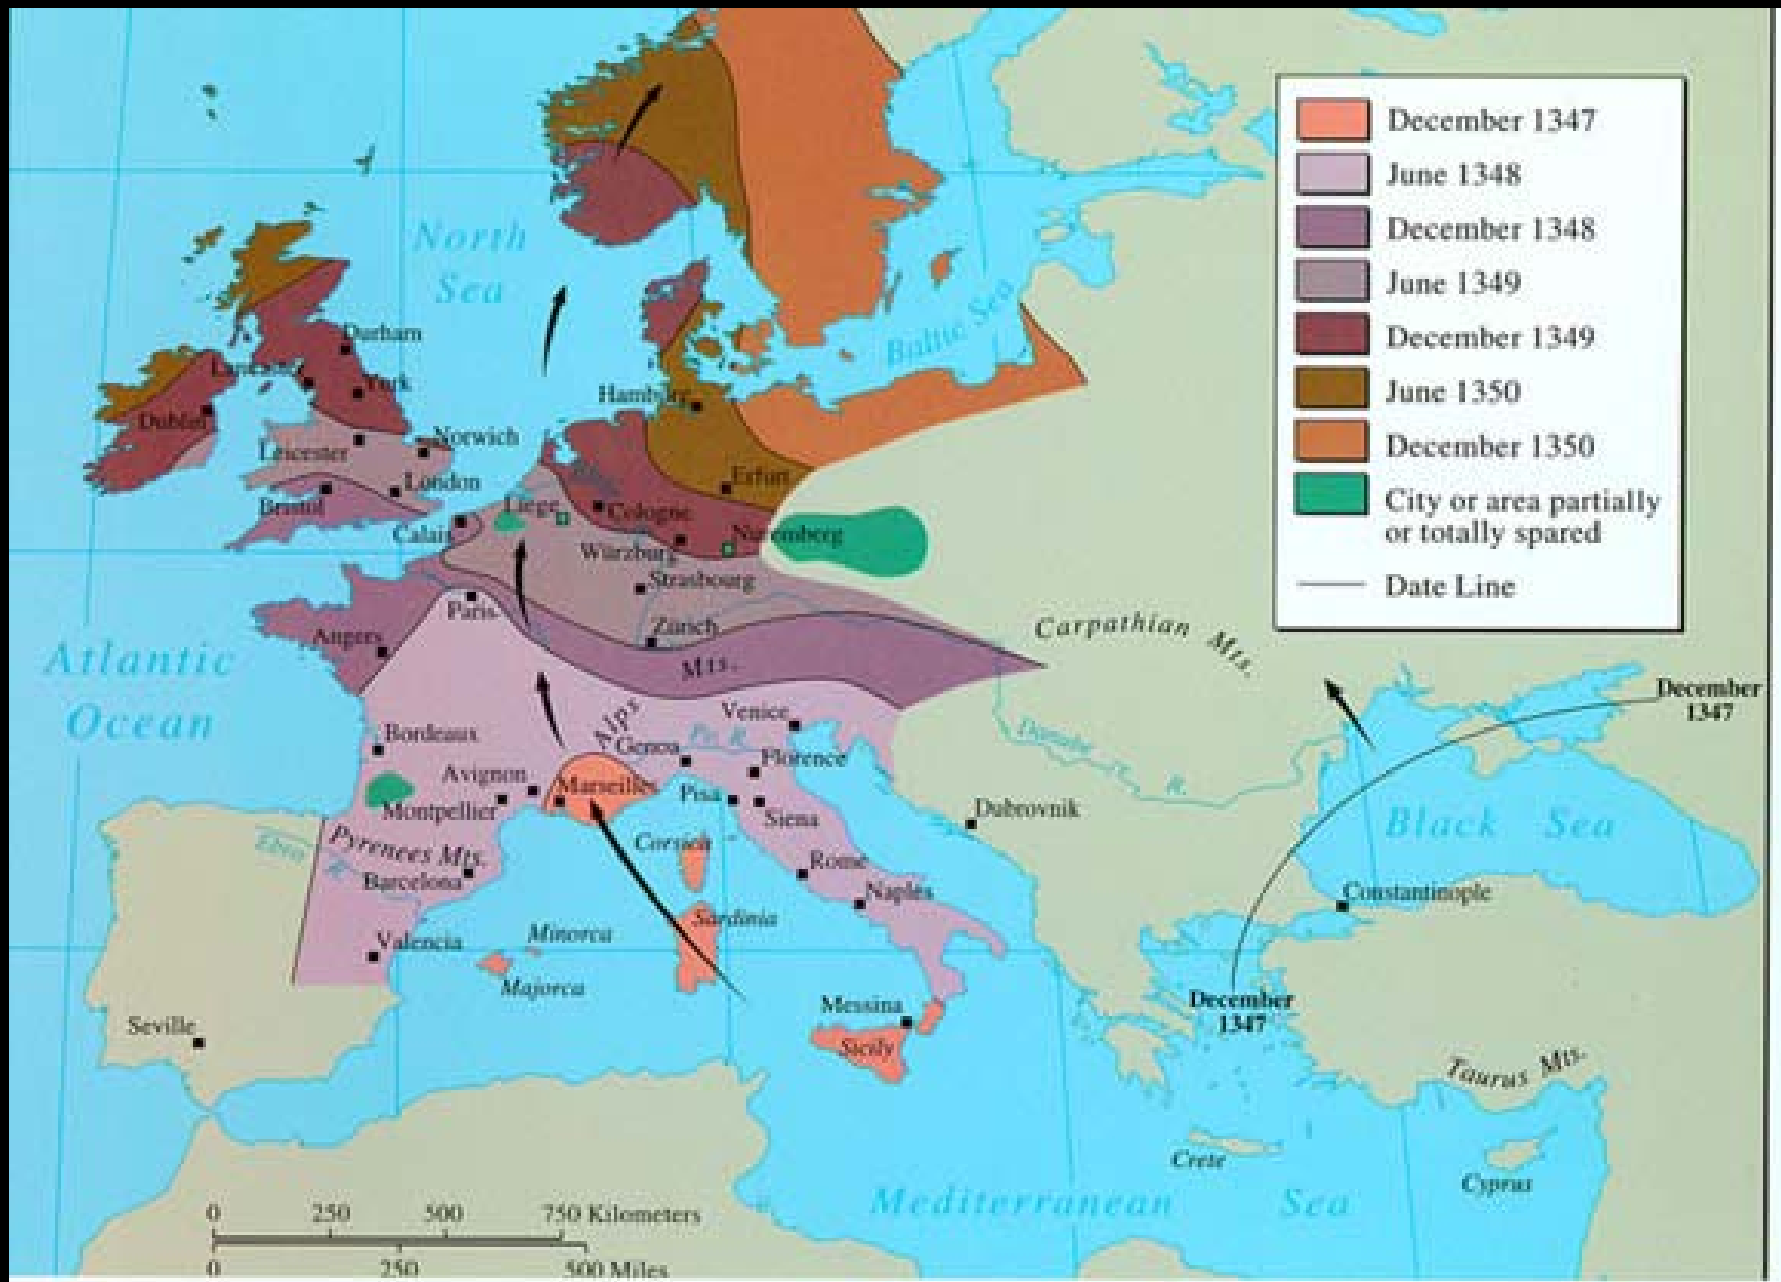 December 1347
June 1348
December 1348
June 1349
December 1349
June 1350
December 1350
City or area partially
or totally spared
Date Line
North
Sea
Baltic Sea
Durham
Lancaster
York
Hamburg
Dublin
Norwich
Leicester
Erfurt
London
Bristol
Liege
Cologne
Calais
Nuremberg
Würzburg
Strasbourg
Paris
Zurich
Angers
Mts.
Carpathian Mts.
Atlantic
Ocean
December
1347
Alps
Venice
Bordeaux
Genoa
Po R.
Florence
Danube
R.
Avignon
Marseilles
Pisa
Montpellier
Siena
Dubrovnik
Black Sea
Ebro
R.
Pyrenees Mts.
Corsica
Barcelona
Rome
Naples
Constantinople
Sardinia
Valencia
Minorca
Majorca
Messina
December
1347
Seville
Sicily
Taurus Mts.
Crete
Cyprus
Mediterranean Sea
0 250 500 750 Kilometers
0 250 500 Miles